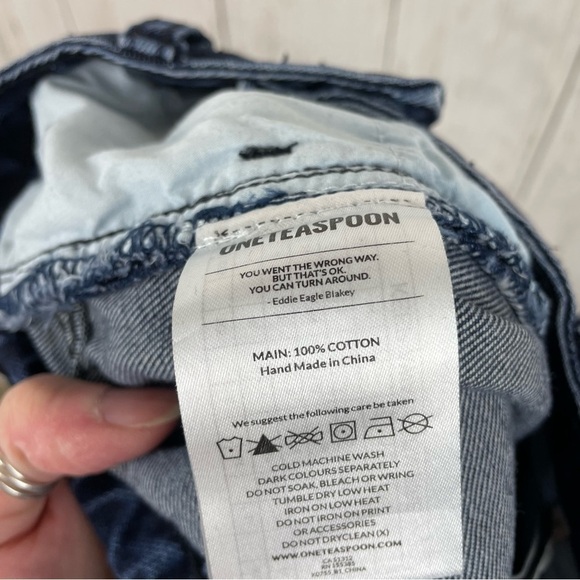 ONETEASPOON
YOU WENT THE WRONG WAY.
BUT THAT'S OK.
YOU CAN TURN AROUND.
- Eddie Eagle Blakey
MAIN: 100% COTTON
Hand Made in China
We suggest the following care be taken
COLD MACHINE WASH
DARK COLOURS SEPARATELY
DO NOT SOAK, BLEACH OR WRING
TUMBLE DRY LOW HEAT
IRON ON LOW HEAT
DO NOT IRON ON PRINT
OR ACCESSORIES
DO NOT DRYCLEAN (X)
WWW.ONETEASPOON.COM